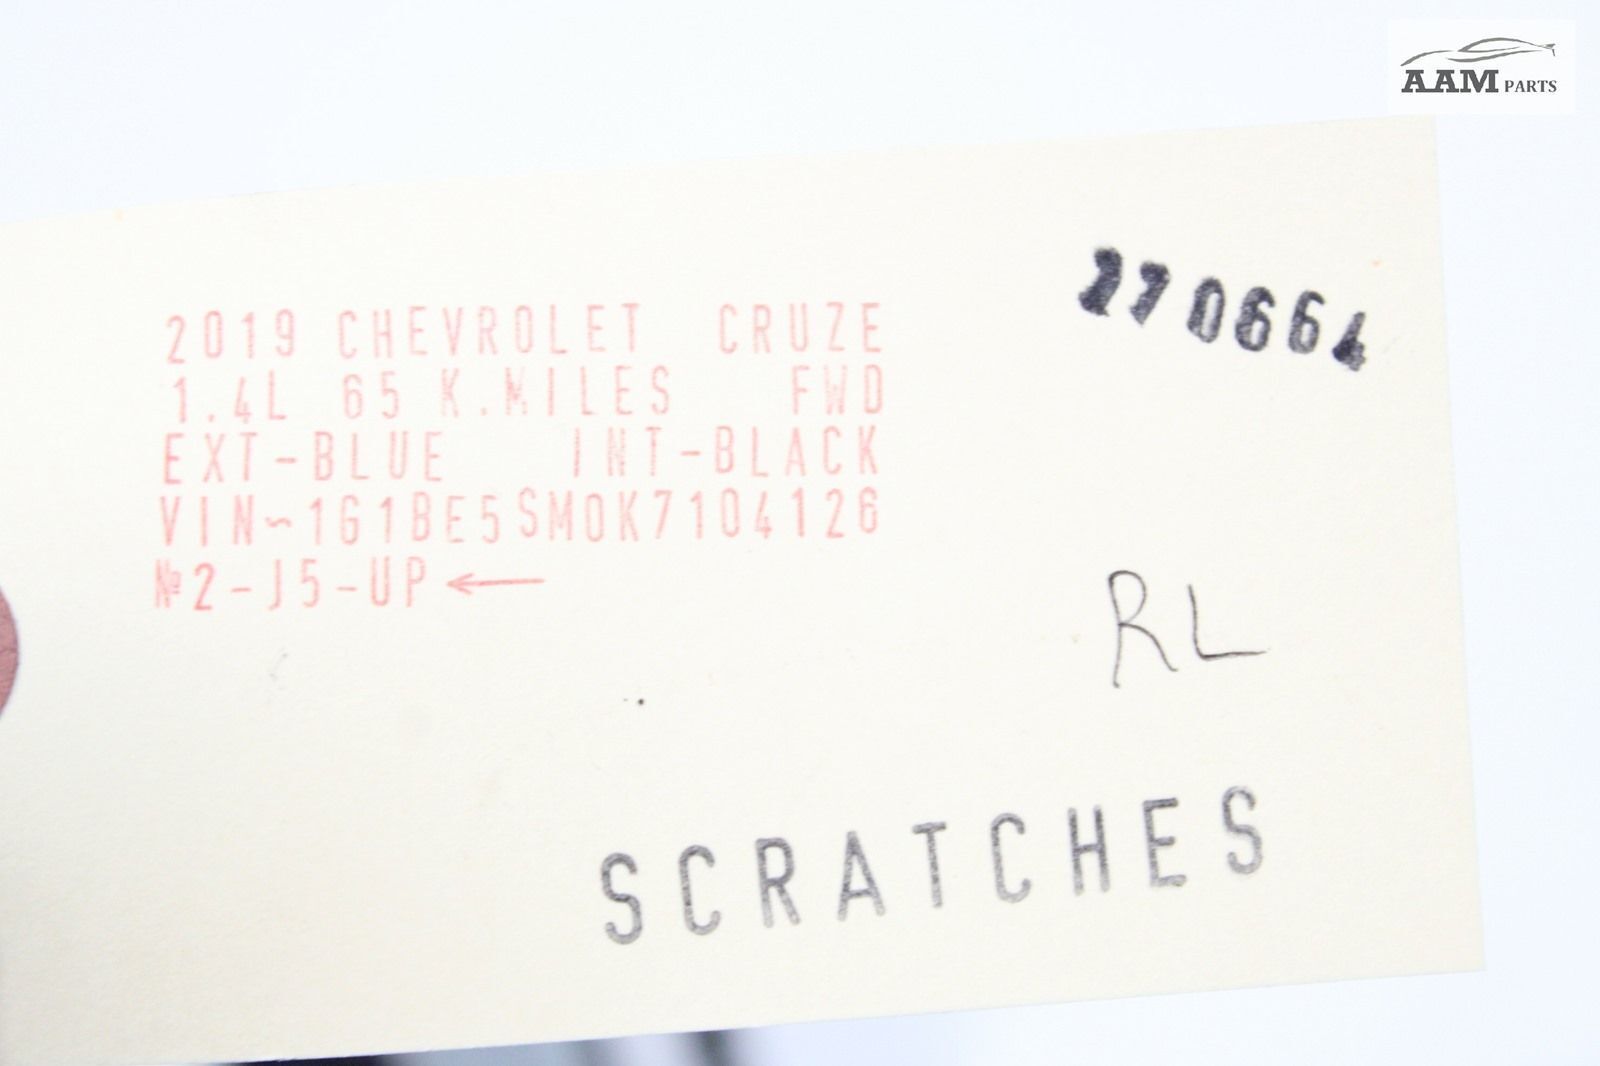 AAM PARTS
270664
2019 CHEVROLET CRUZE
1.4L 65 K.MILES FWD
EXT-BLUE INT-BLACK
VIN~1G1BE5SM0K7104126
№2-J5-UP←
RL
SCRATCHES